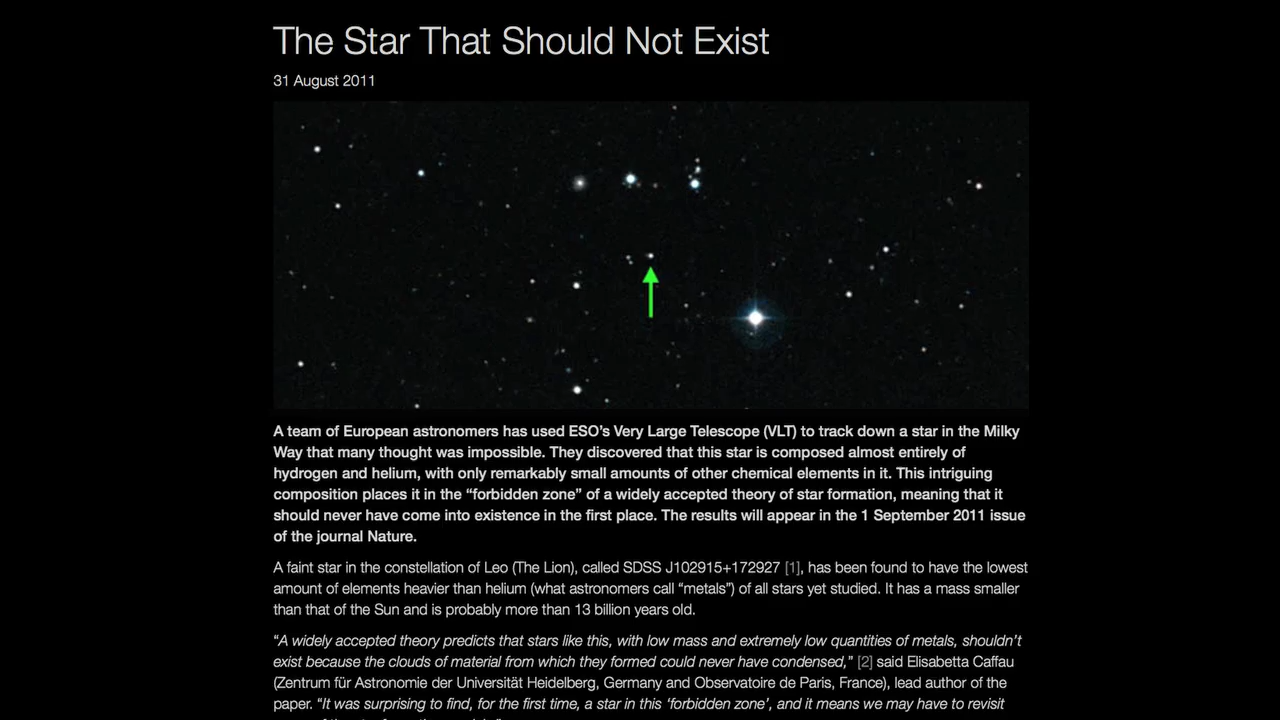 The Star That Should Not Exist
31 August 2011
A team of European astronomers has used ESO’s Very Large Telescope (VLT) to track down a star in the Milky
Way that many thought was impossible. They discovered that this star is composed almost entirely of
hydrogen and helium, with only remarkably small amounts of other chemical elements in it. This intriguing
composition places it in the “forbidden zone” of a widely accepted theory of star formation, meaning that it
should never have come into existence in the first place. The results will appear in the 1 September 2011 issue
of the journal Nature.
A faint star in the constellation of Leo (The Lion), called SDSS J102915+172927 [1], has been found to have the lowest
amount of elements heavier than helium (what astronomers call “metals”) of all stars yet studied. It has a mass smaller
than that of the Sun and is probably more than 13 billion years old.
“A widely accepted theory predicts that stars like this, with low mass and extremely low quantities of metals, shouldn’t
exist because the clouds of material from which they formed could never have condensed,” [2] said Elisabetta Caffau
(Zentrum für Astronomie der Universität Heidelberg, Germany and Observatoire de Paris, France), lead author of the
paper. “It was surprising to find, for the first time, a star in this ‘forbidden zone’, and it means we may have to revisit